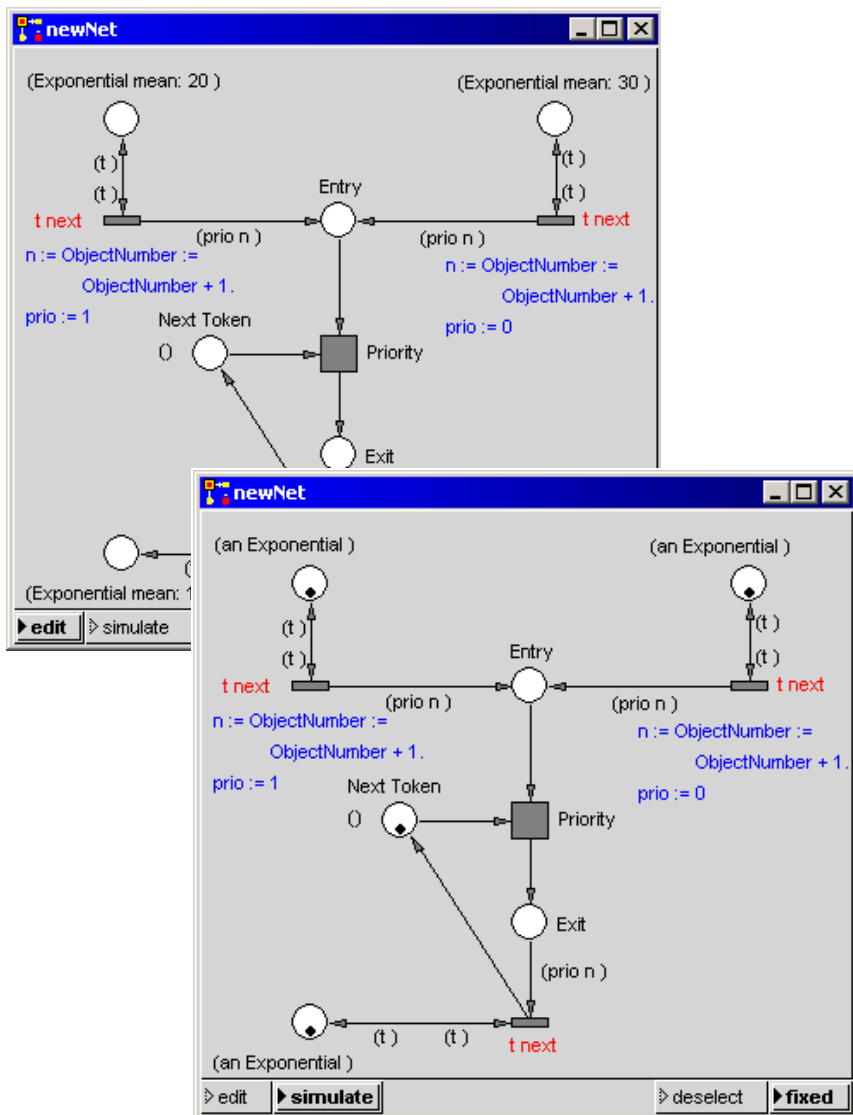 newNet
(Exponential mean: 20 )
(Exponential mean: 30 )
(t )
(t )
(t )
(t )
Entry
t next
(prio n )
(prio n )
t next
n := ObjectNumber :=
ObjectNumber + 1.
prio := 1
n := ObjectNumber :=
ObjectNumber + 1.
prio := 0
Next Token
()
Priority
Exit
(Exponential mean: 1
edit
simulate
newNet
(an Exponential )
(an Exponential )
(t )
(t )
(t )
(t )
Entry
t next
(prio n )
(prio n )
t next
n := ObjectNumber :=
ObjectNumber + 1.
prio := 1
n := ObjectNumber :=
ObjectNumber + 1.
prio := 0
Next Token
()
Priority
Exit
(prio n )
(t )
(t )
t next
(an Exponential )
edit
simulate
deselect
fixed